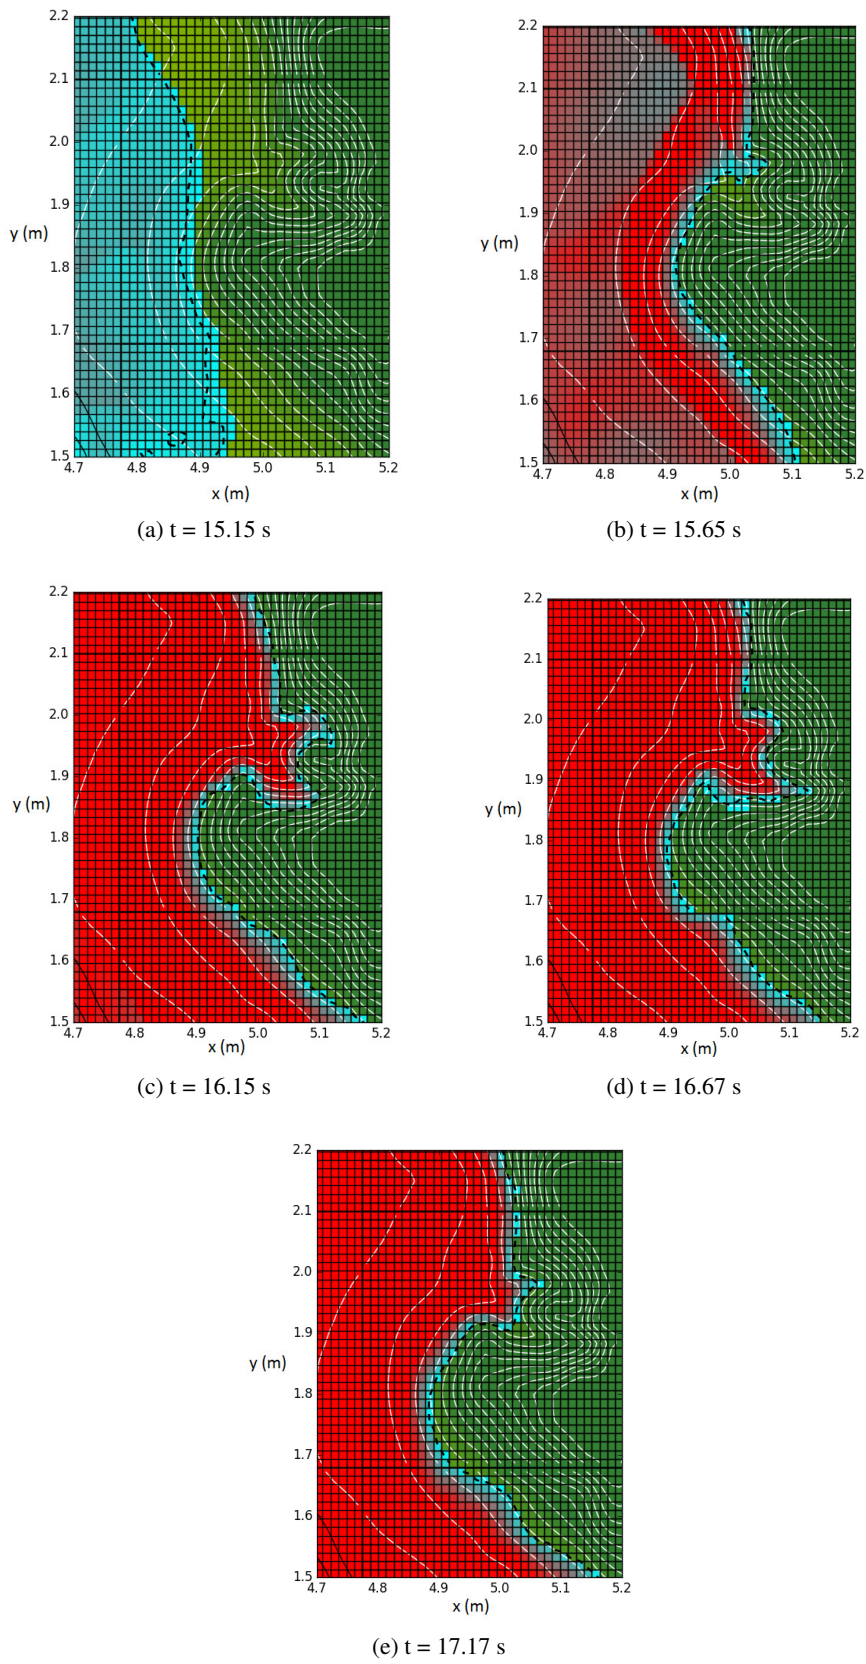 2.2
2.1
2.0
1.9
y (m)
1.8
1.7
1.6
1.5
4.7 4.8 4.9 5.0 5.1 5.2
x (m)
(a) t = 15.15 s
2.2
2.1
2.0
1.9
y (m)
1.8
1.7
1.6
1.5
4.7 4.8 4.9 5.0 5.1 5.2
x (m)
(b) t = 15.65 s
2.2
2.1
2.0
1.9
y (m)
1.8
1.7
1.6
1.5
4.7 4.8 4.9 5.0 5.1 5.2
x (m)
(c) t = 16.15 s
2.2
2.1
2.0
1.9
y (m)
1.8
1.7
1.6
1.5
4.7 4.8 4.9 5.0 5.1 5.2
x (m)
(d) t = 16.67 s
2.2
2.1
2.0
1.9
y (m)
1.8
1.7
1.6
1.5
4.7 4.8 4.9 5.0 5.1 5.2
x (m)
(e) t = 17.17 s